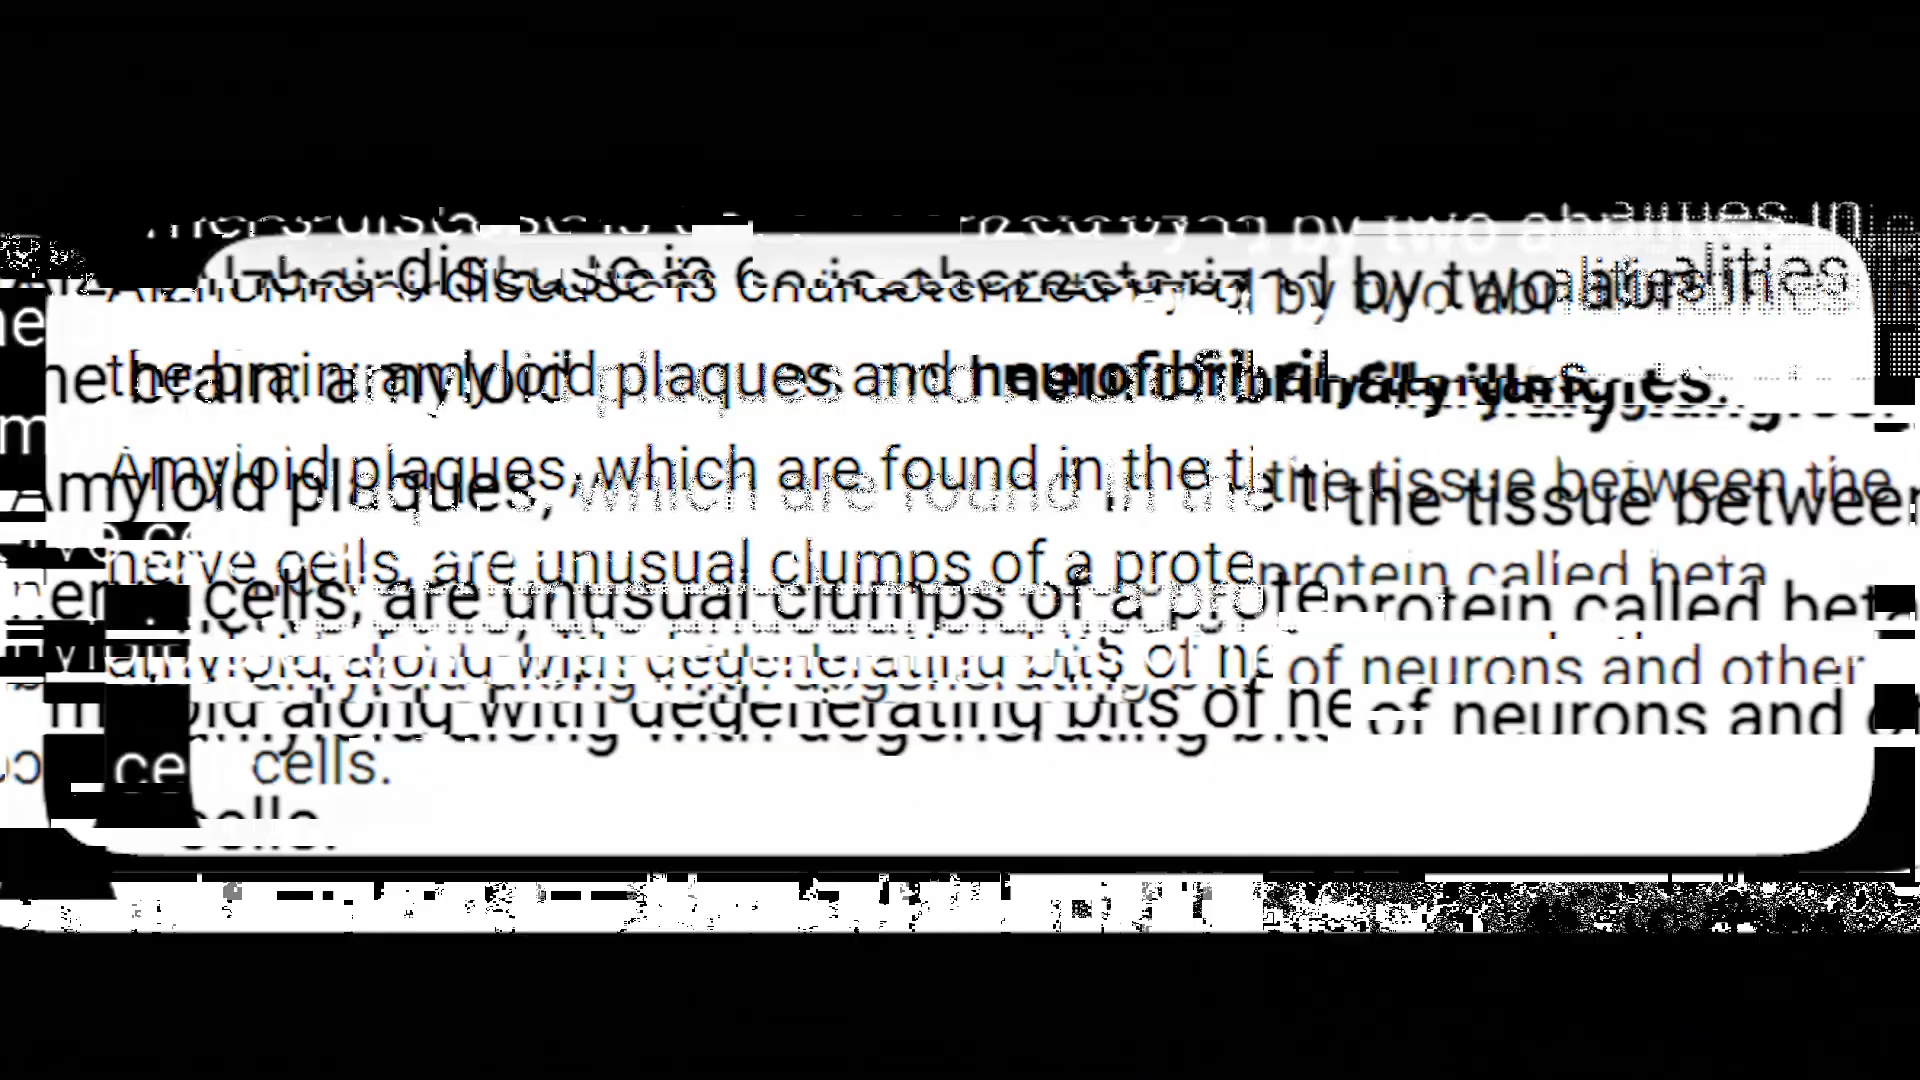 Alzheimer's disease is characterized by two abnormalities in
the brain: amyloid plaques and neurofibrillary tangles.
Amyloid plaques, which are found in the tissue between the
nerve cells, are unusual clumps of a protein called beta
amyloid along with degenerating bits of neurons and other
cells.